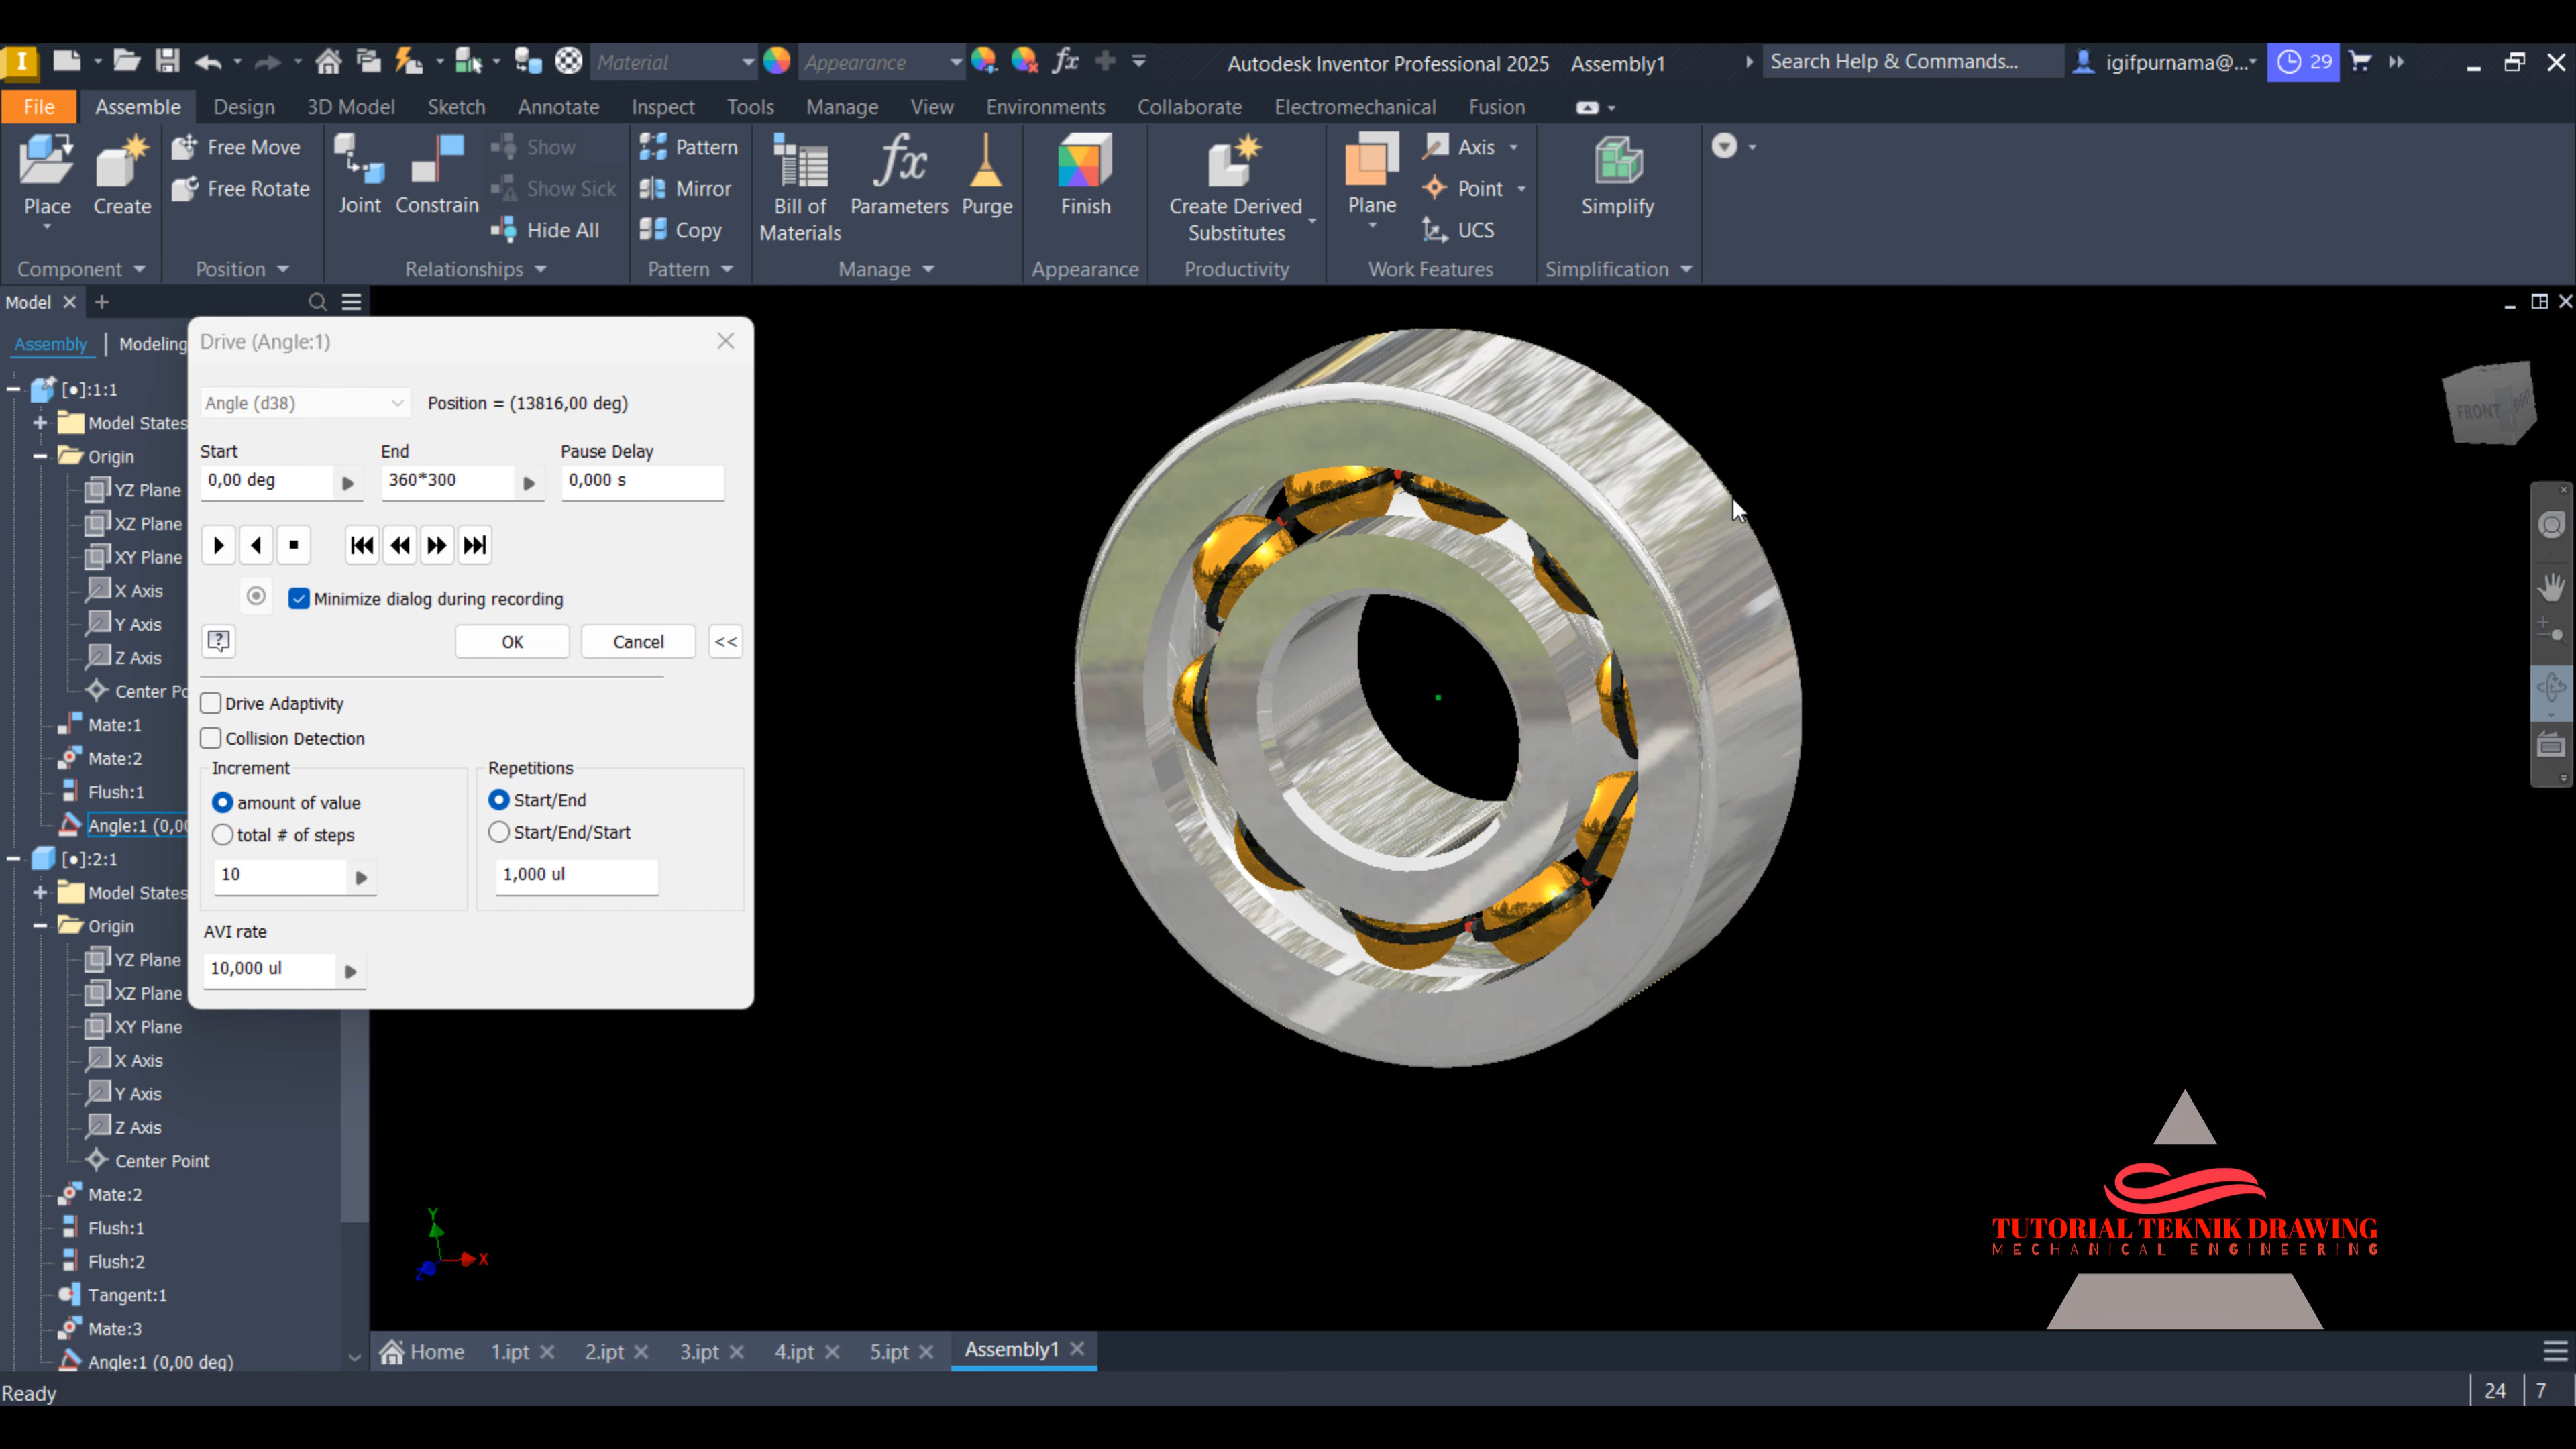 Material
Appearance
Autodesk Inventor Professional 2025 Assembly1
Search Help & Commands...
igifpurnama@...
29
File Assemble Design 3D Model Sketch Annotate Inspect Tools Manage View Environments Collaborate Electromechanical Fusion
Place
Create
Free Move
Free Rotate
Joint
Constrain
Show
Show Sick
Hide All
Pattern
Mirror
Copy
Bill of
Materials
Parameters
Purge
Finish
Create Derived
Substitutes
Plane
Axis
Point
UCS
Simplify
Component Position Relationships Pattern Manage Appearance Productivity Work Features Simplification
Model
Assembly | Modeling
[●]:1:1
Model States
Origin
YZ Plane
XZ Plane
XY Plane
X Axis
Y Axis
Z Axis
Center Po
Mate:1
Mate:2
Flush:1
Angle:1 (0,00
[●]:2:1
Model States
Origin
YZ Plane
XZ Plane
XY Plane
X Axis
Y Axis
Z Axis
Center Point
Mate:2
Flush:1
Flush:2
Tangent:1
Mate:3
Angle:1 (0,00 deg)
Drive (Angle:1)
Angle (d38)
Position = (13816,00 deg)
Start End Pause Delay
0,00 deg 360*300 0,000 s
Minimize dialog during recording
OK Cancel <<
Drive Adaptivity
Collision Detection
Increment
amount of value
total # of steps
10
Repetitions
Start/End
Start/End/Start
1,000 ul
AVI rate
10,000 ul
FRONT
Y
X
Z
TUTORIAL TEKNIK DRAWING
MECHANICAL ENGINEERING
Home 1.ipt 2.ipt 3.ipt 4.ipt 5.ipt Assembly1
Ready
24 7